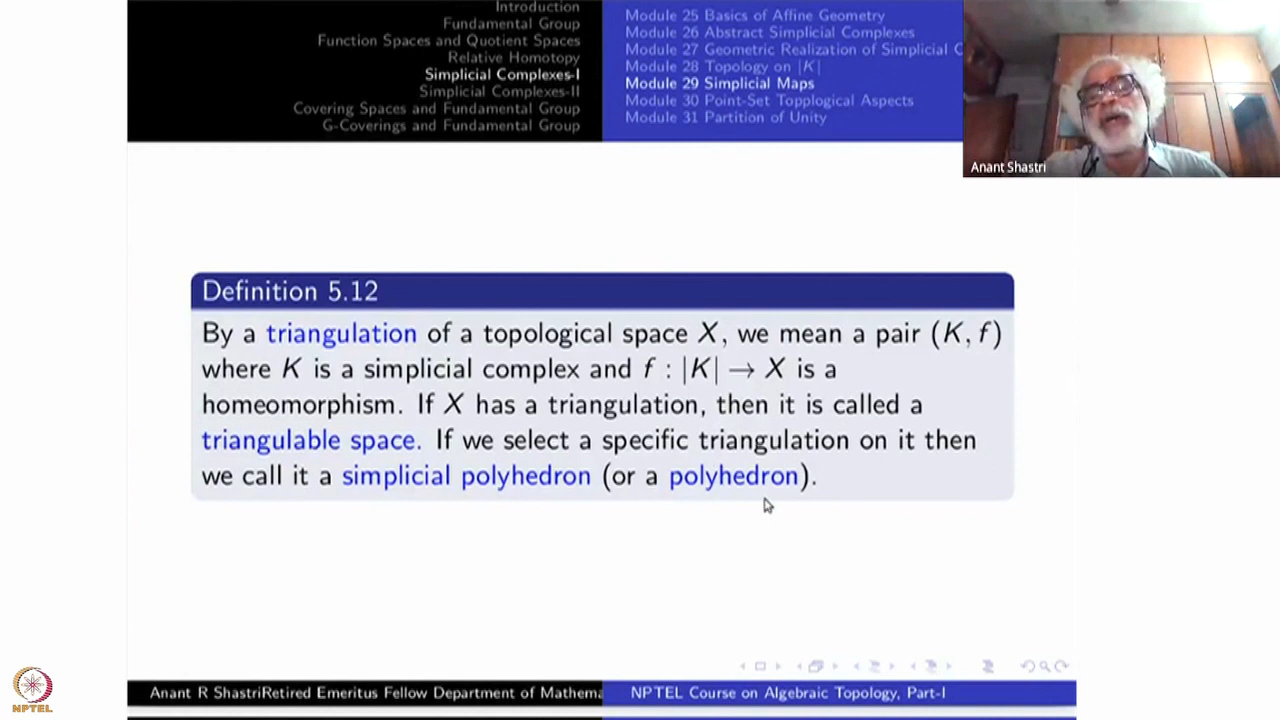 Introduction
Fundamental Group
Function Spaces and Quotient Spaces
Relative Homotopy
Simplicial Complexes-I
Simplicial Complexes-II
Covering Spaces and Fundamental Group
G-Coverings and Fundamental Group
Module 25 Basics of Affine Geometry
Module 26 Abstract Simplicial Complexes
Module 27 Geometric Realization of Simplicial C
Module 28 Topology on |K|
Module 29 Simplicial Maps
Module 30 Point-Set Topplogical Aspects
Module 31 Partition of Unity
Anant Shastri
Definition 5.12
By a triangulation of a topological space X, we mean a pair (K, f)
where K is a simplicial complex and f : |K| → X is a
homeomorphism. If X has a triangulation, then it is called a
triangulable space. If we select a specific triangulation on it then
we call it a simplicial polyhedron (or a polyhedron).
Anant R ShastriRetired Emeritus Fellow Department of Mathema
NPTEL Course on Algebraic Topology, Part-I
NPTEL